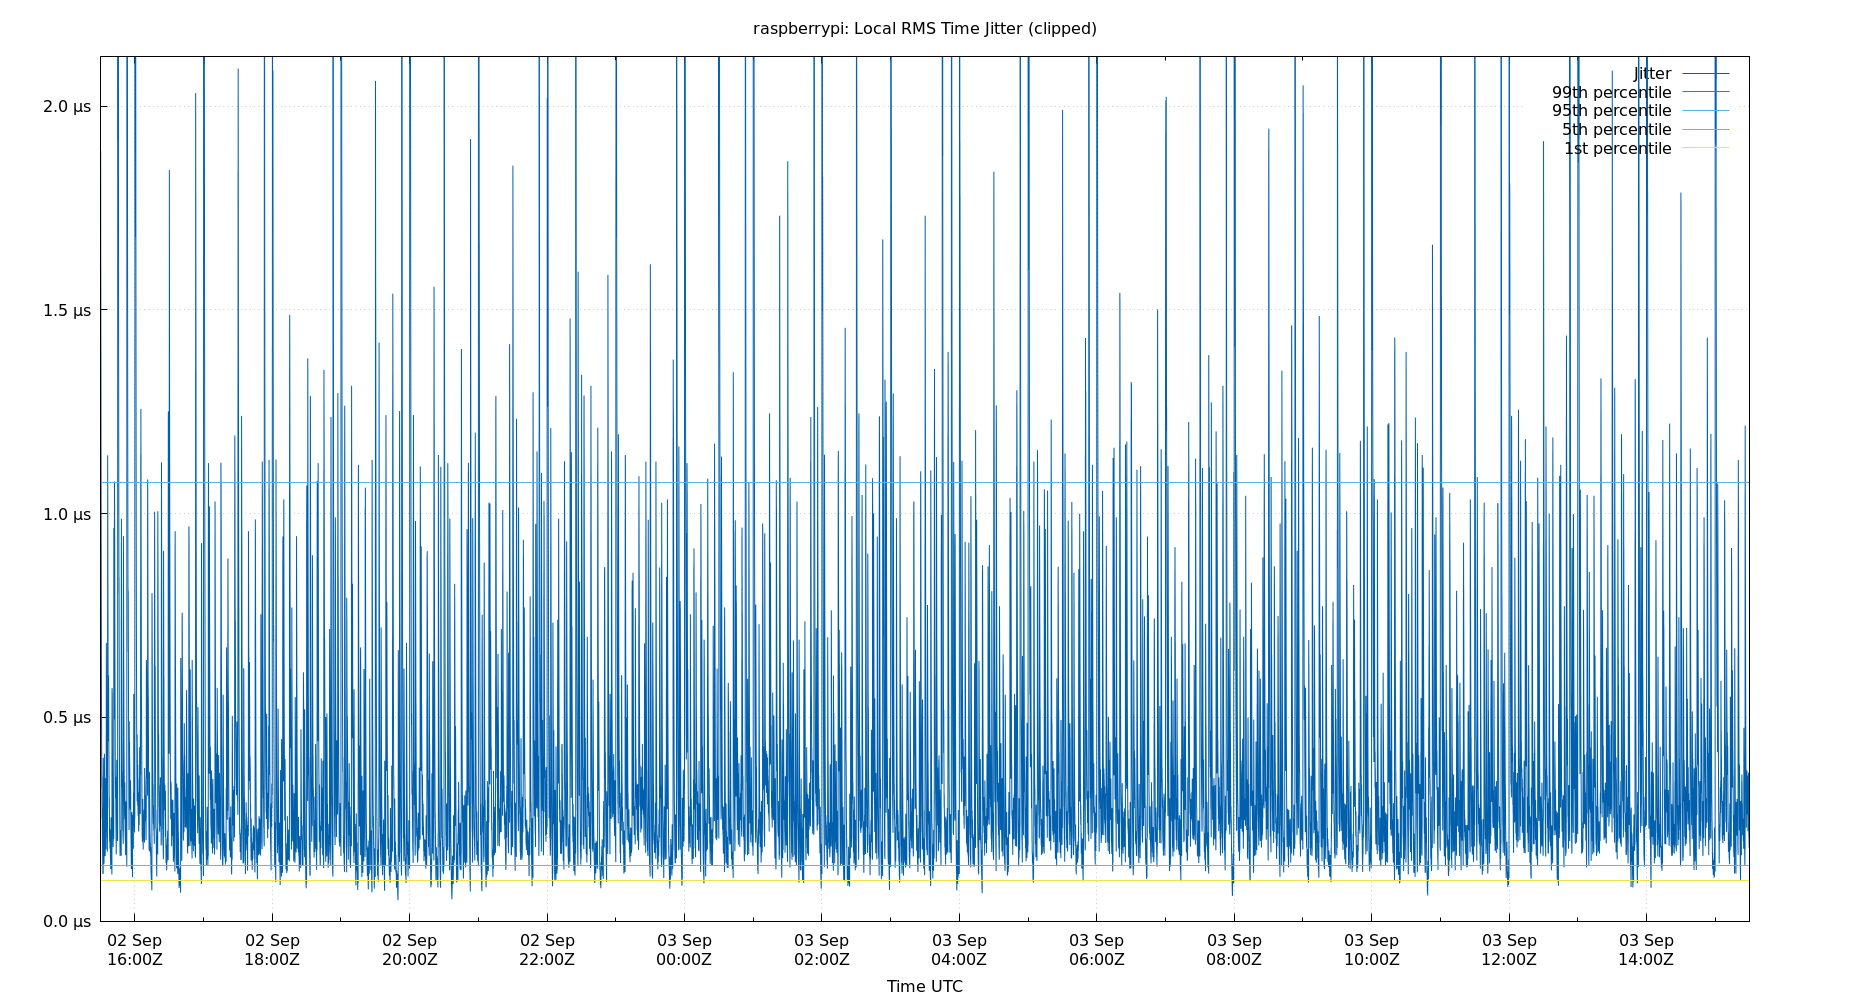 raspberrypi: Local RMS Time Jitter (clipped)
Jitter
99th percentile
95th percentile
5th percentile
1st percentile
2.0 µs
1.5 µs
1.0 µs
0.5 µs
0.0 µs
02 Sep 02 Sep 02 Sep 02 Sep 03 Sep 03 Sep 03 Sep 03 Sep 03 Sep 03 Sep 03 Sep 03 Sep
16:00Z 18:00Z 20:00Z 22:00Z 00:00Z 02:00Z 04:00Z 06:00Z 08:00Z 10:00Z 12:00Z 14:00Z
Time UTC